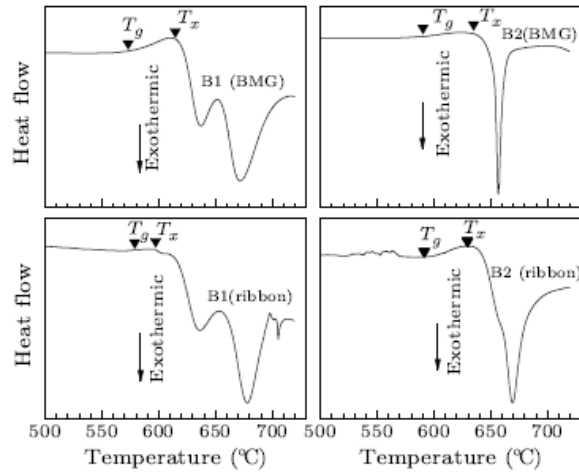 Tg Tx
B1 (BMG)
Exothermic
Heat flow
Tg Tx
B2(BMG)
Exothermic
Tg Tx
B1(ribbon)
Exothermic
Heat flow
500 550 600 650 700
Temperature (℃)
Tg Tx
B2 (ribbon)
Exothermic
500 550 600 650 700
Temperature (℃)